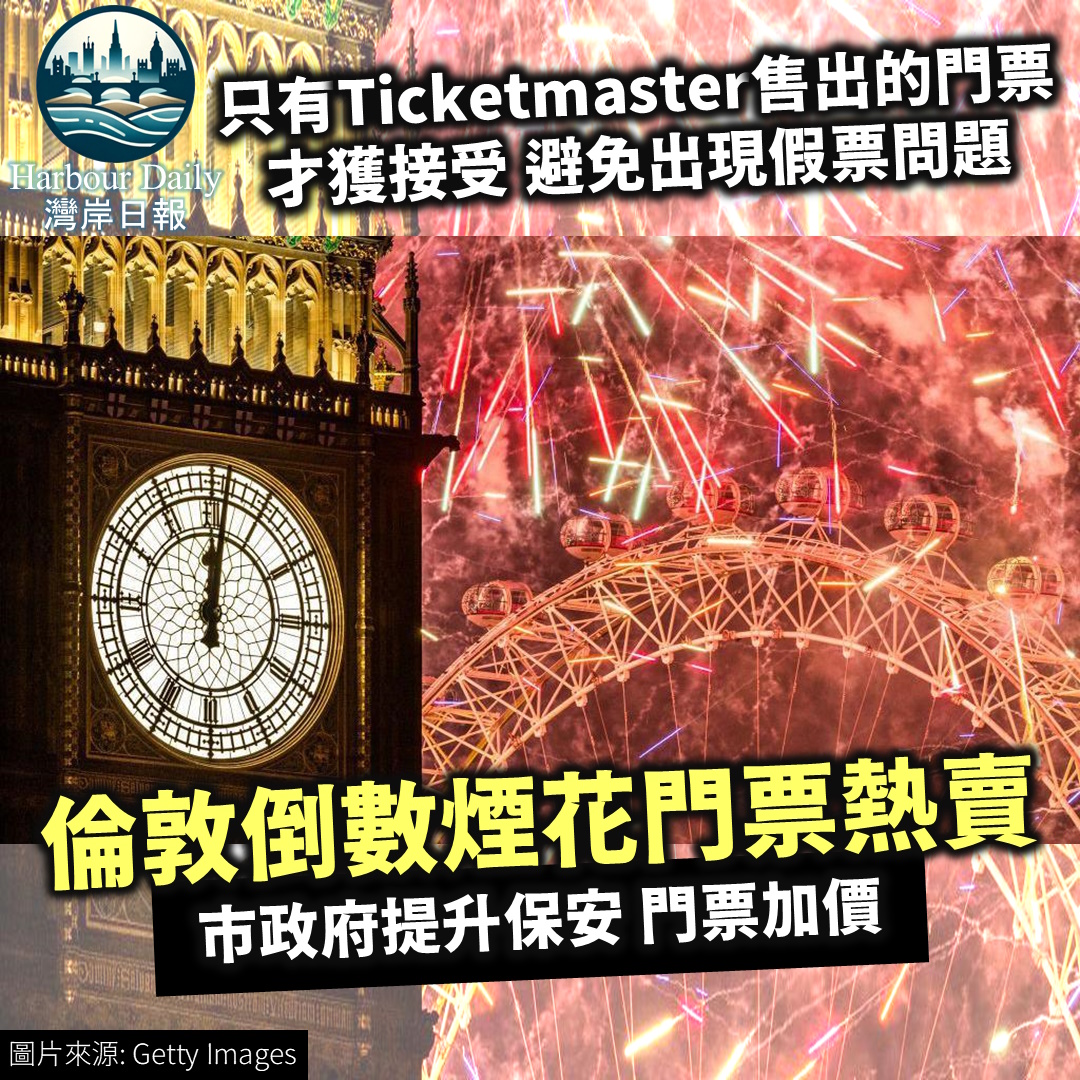 Harbour Daily
灣岸日報
只有Ticketmaster售出的門票
才獲接受 避免出現假票問題
倫敦倒數煙花門票熱賣
市政府提升保安 門票加價
圖片來源: Getty Images